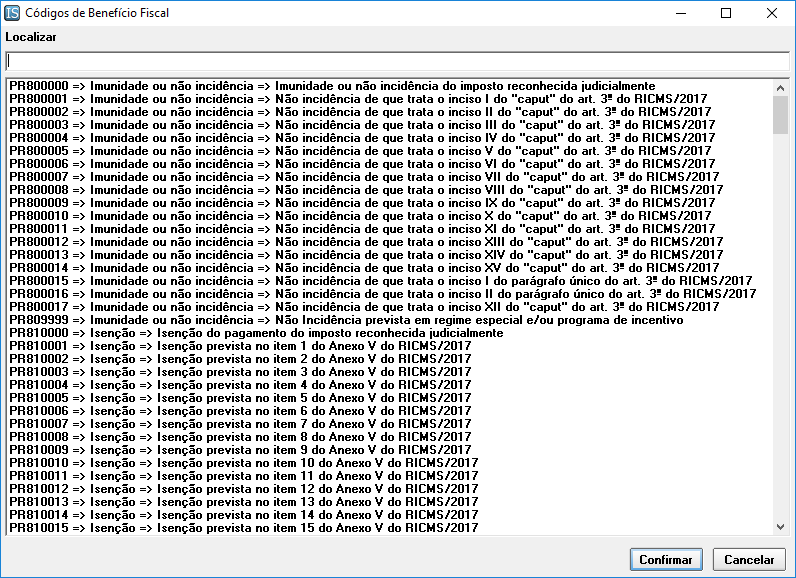 IS Códigos de Benefício Fiscal
Localizar
PR800000 => Imunidade ou não incidência => Imunidade ou não incidência do imposto reconhecida judicialmente
PR800001 => Imunidade ou não incidência => Não incidência de que trata o inciso I do "caput" do art. 3º do RICMS/2017
PR800002 => Imunidade ou não incidência => Não incidência de que trata o inciso II do "caput" do art. 3º do RICMS/2017
PR800003 => Imunidade ou não incidência => Não incidência de que trata o inciso III do "caput" do art. 3º do RICMS/2017
PR800004 => Imunidade ou não incidência => Não incidência de que trata o inciso IV do "caput" do art. 3º do RICMS/2017
PR800005 => Imunidade ou não incidência => Não incidência de que trata o inciso V do "caput" do art. 3º do RICMS/2017
PR800006 => Imunidade ou não incidência => Não incidência de que trata o inciso VI do "caput" do art. 3º do RICMS/2017
PR800007 => Imunidade ou não incidência => Não incidência de que trata o inciso VII do "caput" do art. 3º do RICMS/2017
PR800008 => Imunidade ou não incidência => Não incidência de que trata o inciso VIII do "caput" do art. 3º do RICMS/2017
PR800009 => Imunidade ou não incidência => Não incidência de que trata o inciso IX do "caput" do art. 3º do RICMS/2017
PR800010 => Imunidade ou não incidência => Não incidência de que trata o inciso X do "caput" do art. 3º do RICMS/2017
PR800011 => Imunidade ou não incidência => Não incidência de que trata o inciso XI do "caput" do art. 3º do RICMS/2017
PR800012 => Imunidade ou não incidência => Não incidência de que trata o inciso XIII do "caput" do art. 3º do RICMS/2017
PR800013 => Imunidade ou não incidência => Não incidência de que trata o inciso XIV do "caput" do art. 3º do RICMS/2017
PR800014 => Imunidade ou não incidência => Não incidência de que trata o inciso XV do "caput" do art. 3º do RICMS/2017
PR800015 => Imunidade ou não incidência => Não incidência de que trata o inciso I do parágrafo único do art. 3º do RICMS/2017
PR800016 => Imunidade ou não incidência => Não incidência de que trata o inciso II do parágrafo único do art. 3º do RICMS/2017
PR800017 => Imunidade ou não incidência => Não incidência de que trata o inciso XII do "caput" do art. 3º do RICMS/2017
PR809999 => Imunidade ou não incidência => Não Incidência prevista em regime especial e/ou programa de incentivo
PR810000 => Isenção => Isenção do pagamento do imposto reconhecida judicialmente
PR810001 => Isenção => Isenção prevista no item 1 do Anexo V do RICMS/2017
PR810002 => Isenção => Isenção prevista no item 2 do Anexo V do RICMS/2017
PR810003 => Isenção => Isenção prevista no item 3 do Anexo V do RICMS/2017
PR810004 => Isenção => Isenção prevista no item 4 do Anexo V do RICMS/2017
PR810005 => Isenção => Isenção prevista no item 5 do Anexo V do RICMS/2017
PR810006 => Isenção => Isenção prevista no item 6 do Anexo V do RICMS/2017
PR810007 => Isenção => Isenção prevista no item 7 do Anexo V do RICMS/2017
PR810008 => Isenção => Isenção prevista no item 8 do Anexo V do RICMS/2017
PR810009 => Isenção => Isenção prevista no item 9 do Anexo V do RICMS/2017
PR810010 => Isenção => Isenção prevista no item 10 do Anexo V do RICMS/2017
PR810011 => Isenção => Isenção prevista no item 11 do Anexo V do RICMS/2017
PR810012 => Isenção => Isenção prevista no item 12 do Anexo V do RICMS/2017
PR810013 => Isenção => Isenção prevista no item 13 do Anexo V do RICMS/2017
PR810014 => Isenção => Isenção prevista no item 14 do Anexo V do RICMS/2017
PR810015 => Isenção => Isenção prevista no item 15 do Anexo V do RICMS/2017
Confirmar Cancelar